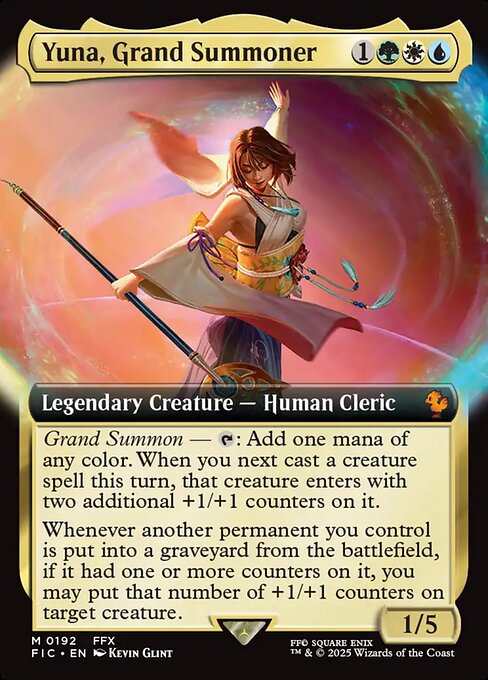 Yuna, Grand Summoner 1
Legendary Creature — Human Cleric
Grand Summon — : Add one mana of
any color. When you next cast a creature
spell this turn, that creature enters with
two additional +1/+1 counters on it.
Whenever another permanent you control
is put into a graveyard from the battlefield,
if it had one or more counters on it, you
may put that number of +1/+1 counters on
target creature.
1/5
M 0192 FFX
FIC • EN Kevin Glint
FF© SQUARE ENIX
™ & © 2025 Wizards of the Coast